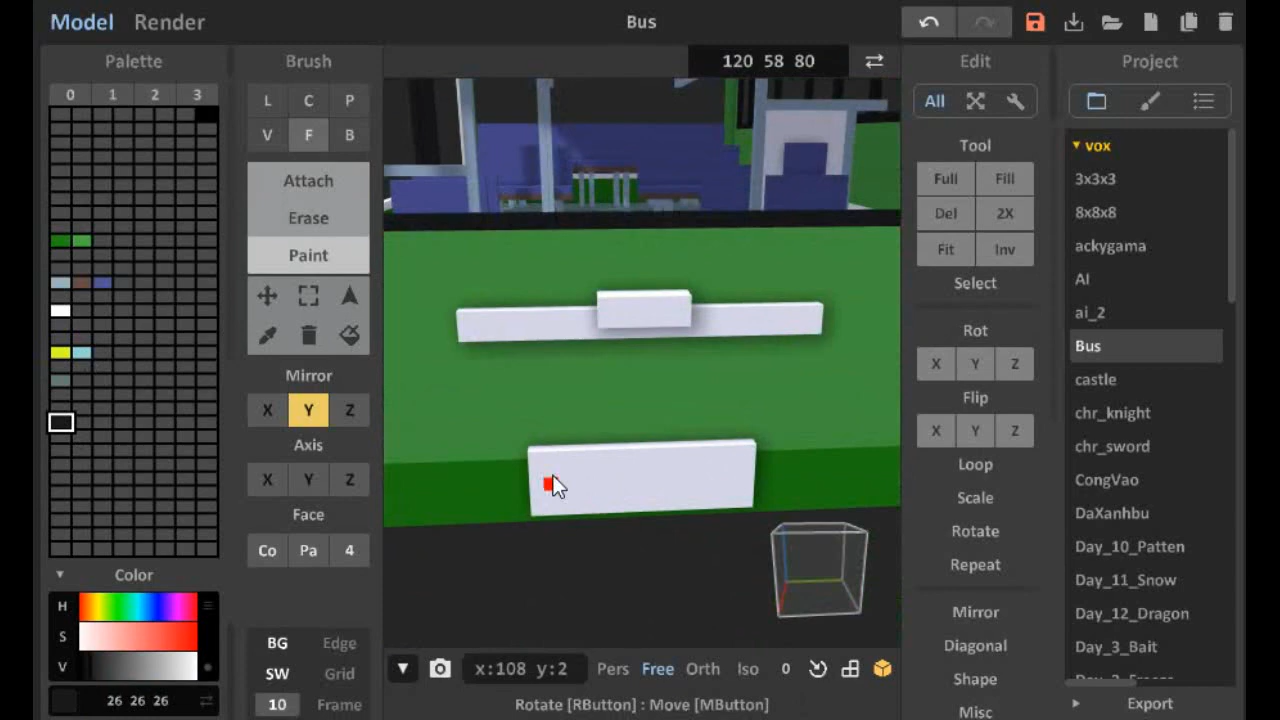 Model Render Bus
120 58 80
Palette
0 1 2 3
Color
H
S
V
26 26 26
Brush
L C P
V F B
Attach
Erase
Paint
Mirror
X Y Z
Axis
X Y Z
Face
Co Pa 4
BG Edge
SW Grid
10 Frame
x:108 y:2 Pers Free Orth Iso 0
Rotate [RButton] : Move [MButton]
Edit
All
Tool
Full Fill
Del 2X
Fit Inv
Select
Rot
X Y Z
Flip
X Y Z
Loop
Scale
Rotate
Repeat
Mirror
Diagonal
Shape
Misc
Project
vox
3x3x3
8x8x8
ackygama
AI
ai_2
Bus
castle
chr_knight
chr_sword
CongVao
DaXanhbu
Day_10_Patten
Day_11_Snow
Day_12_Dragon
Day_3_Bait
Export